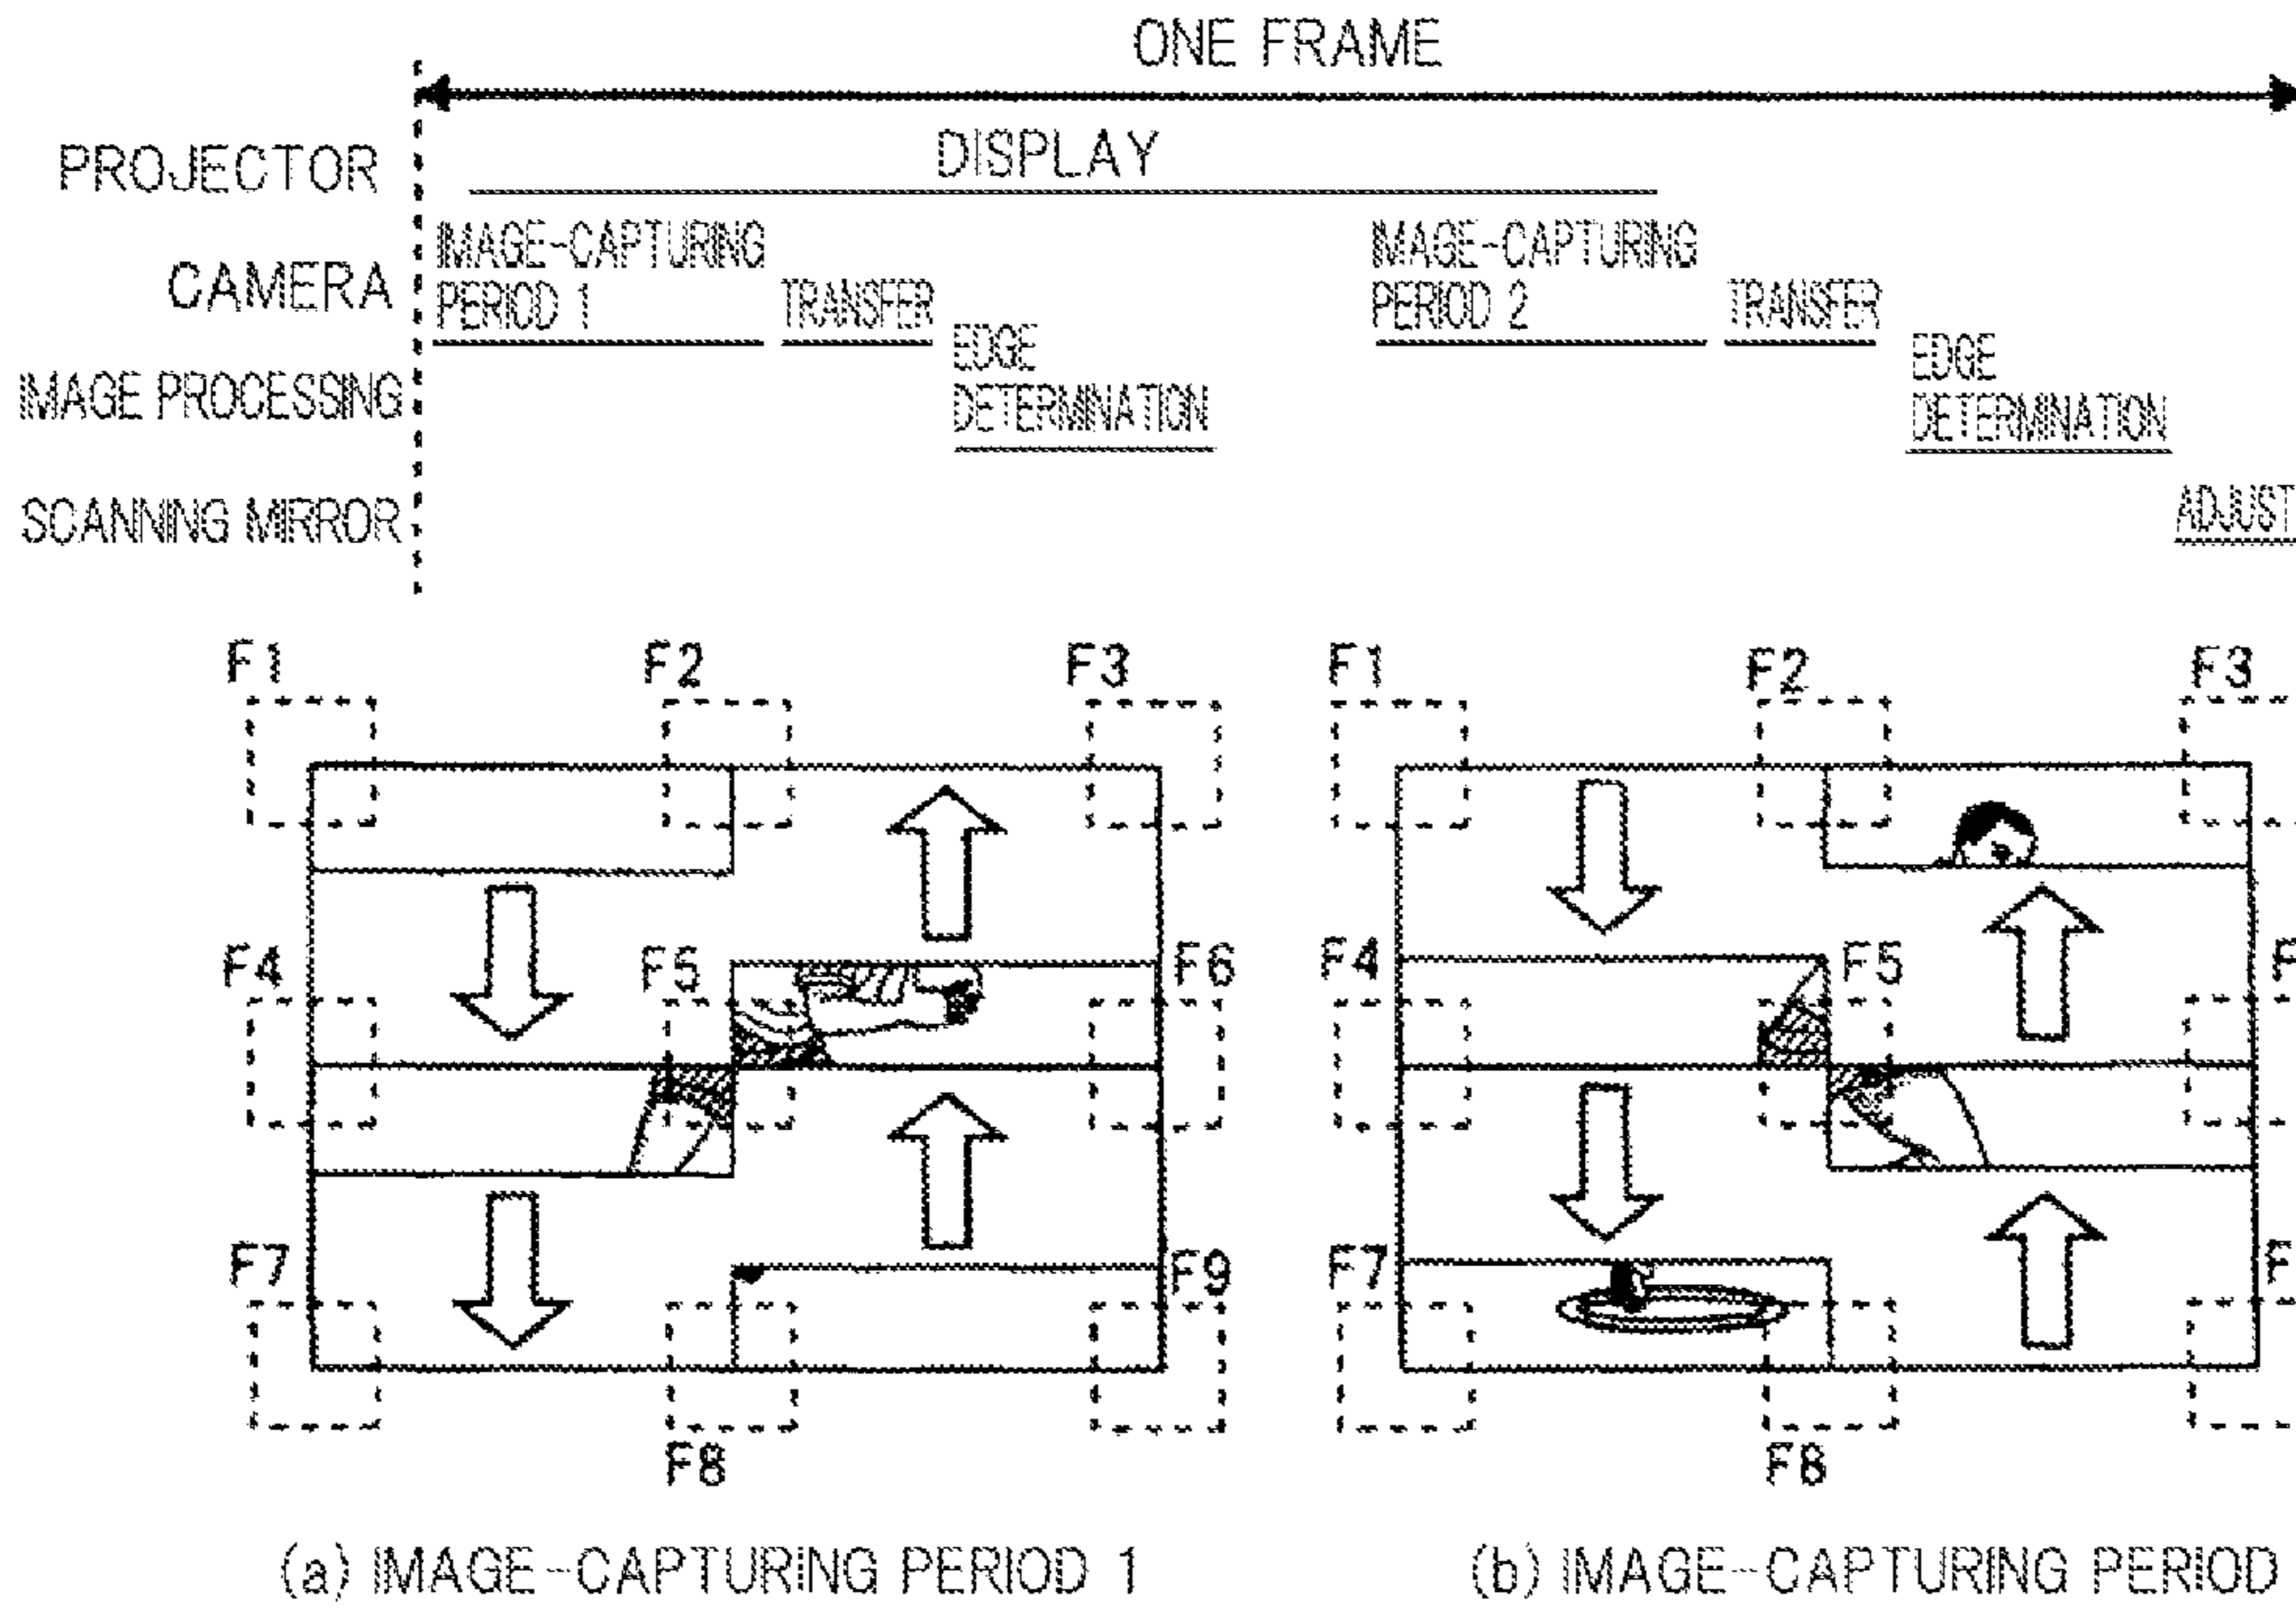 ONE FRAME
PROJECTOR
DISPLAY
CAMERA
IMAGE-CAPTURING
PERIOD 1
TRANSFER
IMAGE-CAPTURING
PERIOD 2
TRANSFER
IMAGE PROCESSING
EDGE
DETERMINATION
EDGE
DETERMINATION
SCANNING MIRROR
ADJUST
F1
F2
F3
F4
F5
F6
F7
F8
F9
(a) IMAGE-CAPTURING PERIOD 1
F1
F2
F3
F4
F5
F
F7
F8
F
(b) IMAGE-CAPTURING PERIOD